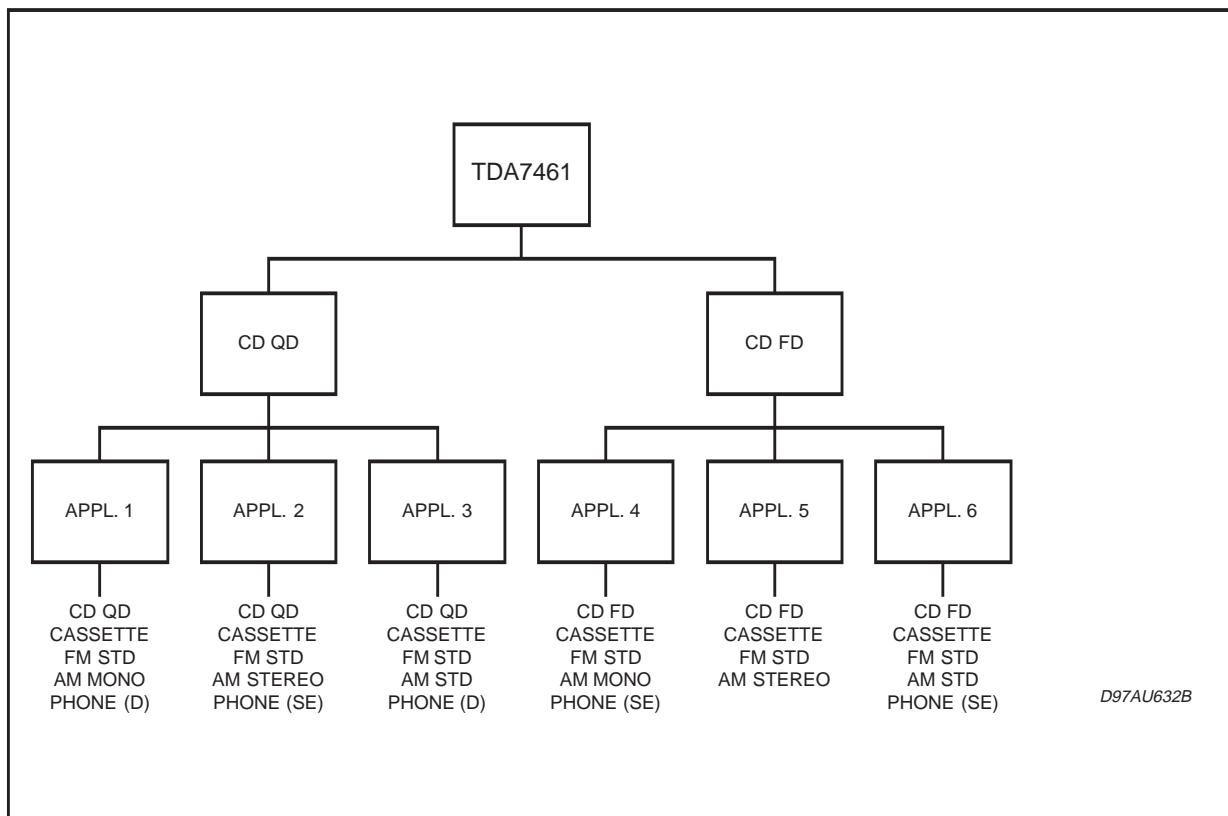 TDA7461
CD QD
CD FD
APPL. 1
APPL. 2
APPL. 3
APPL. 4
APPL. 5
APPL. 6
CD QD
CASSETTE
FM STD
AM MONO
PHONE (D)
CD QD
CASSETTE
FM STD
AM STEREO
PHONE (SE)
CD QD
CASSETTE
FM STD
AM STD
PHONE (D)
CD FD
CASSETTE
FM STD
AM MONO
PHONE (SE)
CD FD
CASSETTE
FM STD
AM STEREO
CD FD
CASSETTE
FM STD
AM STD
PHONE (SE)
D97AU632B